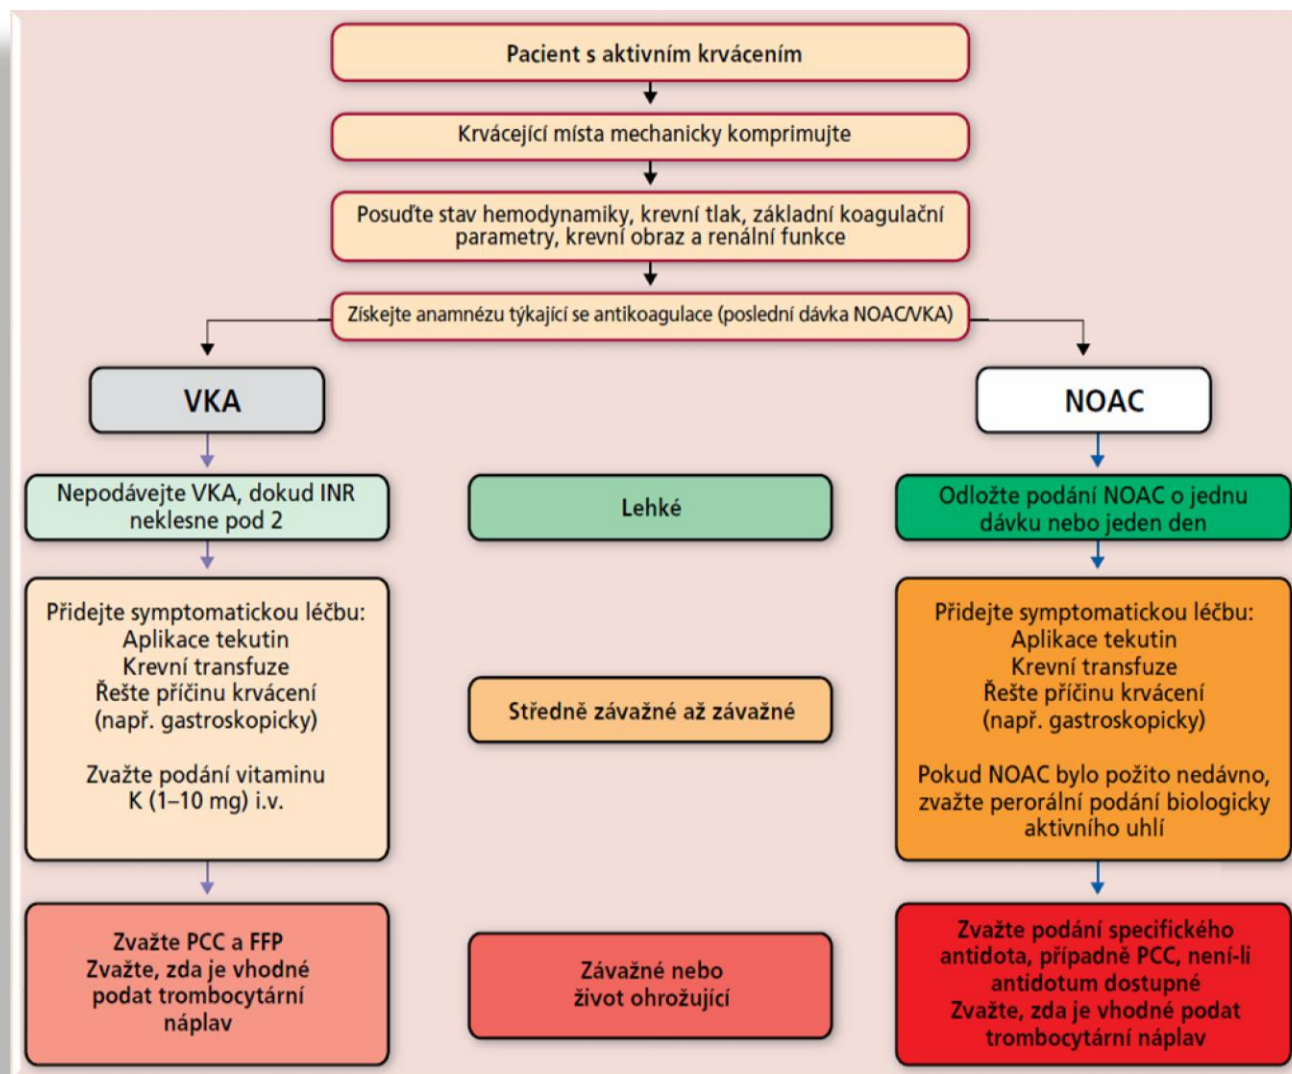 Pacient s aktivním krvácením
Krvácející místa mechanicky komprimujte
Posuďte stav hemodynamiky, krevní tlak, základní koagulační
parametry, krevní obraz a renální funkce
Získejte anamnézu týkající se antikoagulace (poslední dávka NOAC/VKA)
VKA
NOAC
Nepodávejte VKA, dokud INR
neklesne pod 2
Lehké
Odložte podání NOAC o jednu
dávku nebo jeden den
Přidejte symptomatickou léčbu:
Aplikace tekutin
Krevní transfuze
Řešte příčinu krvácení
(např. gastroskopicky)
Zvažte podání vitaminu
K (1–10 mg) i.v.
Středně závažné až závažné
Přidejte symptomatickou léčbu:
Aplikace tekutin
Krevní transfuze
Řešte příčinu krvácení
(např. gastroskopicky)
Pokud NOAC bylo požito nedávno,
zvažte perorální podání biologicky
aktivního uhlí
Zvažte PCC a FFP
Zvažte, zda je vhodné
podat trombocytární
náplav
Závažné nebo
život ohrožující
Zvažte podání specifického
antidota, případně PCC, není-li
antidotum dostupné
Zvažte, zda je vhodné podat
trombocytární náplav